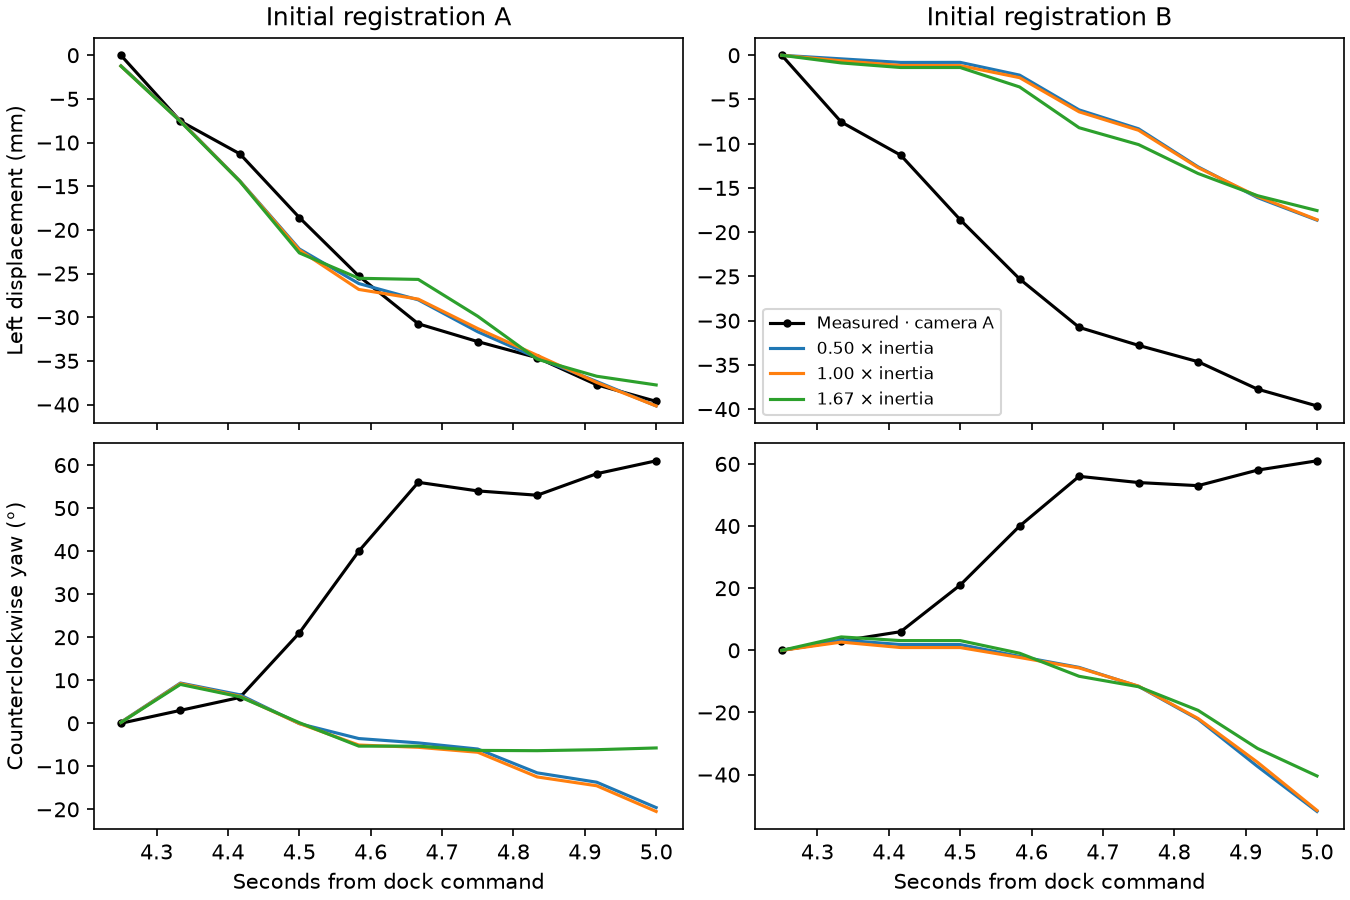 Initial registration A
Initial registration B
Left displacement (mm)
0
−5
−10
−15
−20
−25
−30
−35
−40
0
−5
−10
−15
−20
−25
−30
−35
−40
Measured · camera A
0.50 × inertia
1.00 × inertia
1.67 × inertia
Counterclockwise yaw (°)
60
50
40
30
20
10
0
−10
−20
60
40
20
0
−20
−40
4.3 4.4 4.5 4.6 4.7 4.8 4.9 5.0
4.3 4.4 4.5 4.6 4.7 4.8 4.9 5.0
Seconds from dock command
Seconds from dock command